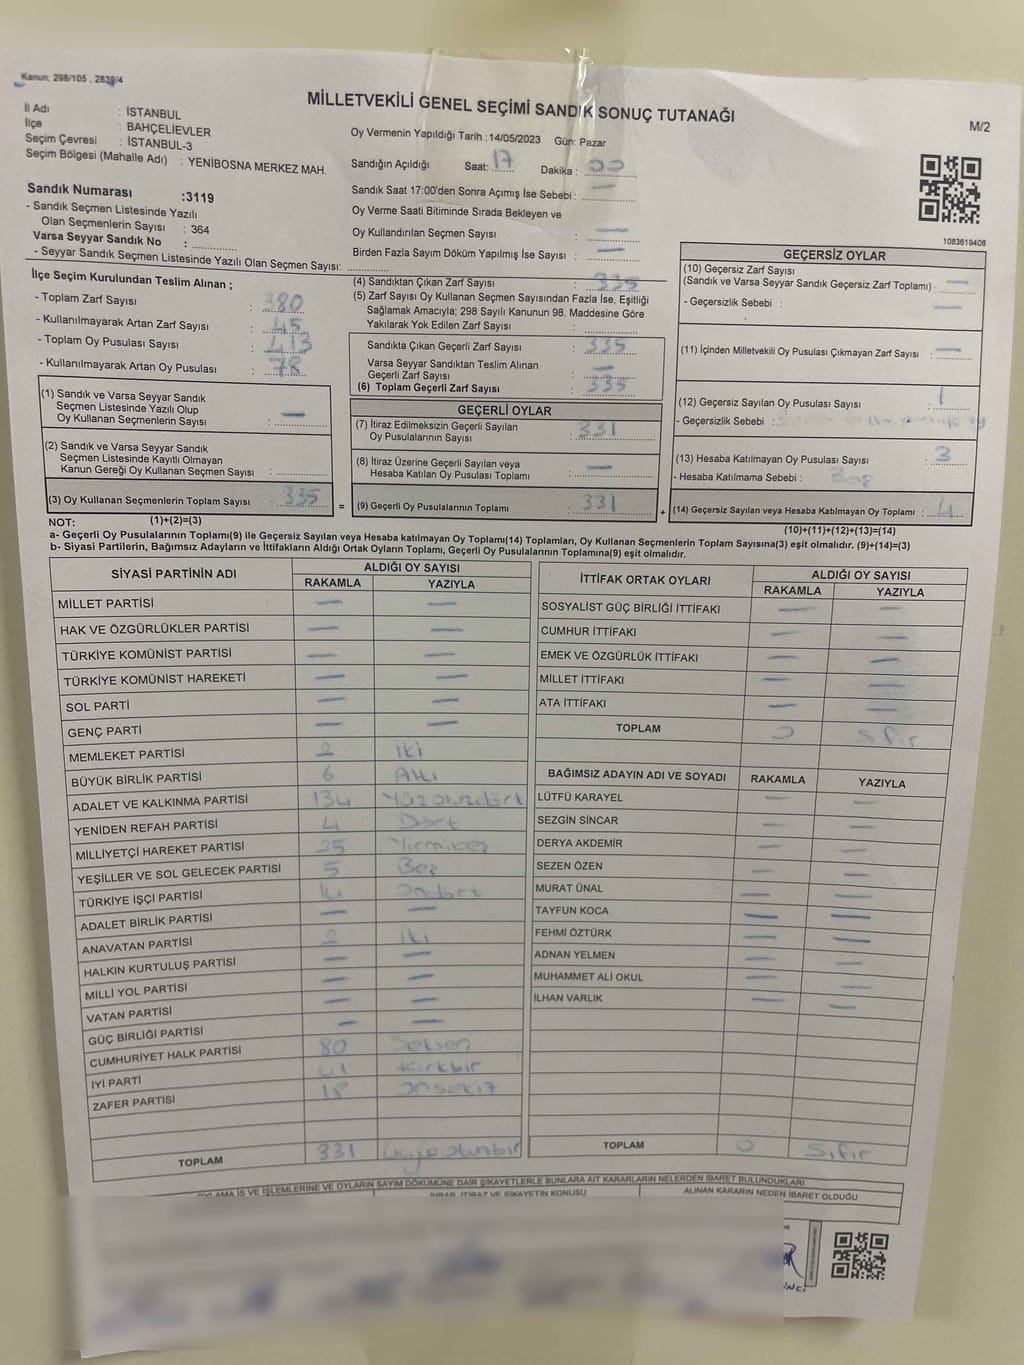 Kanun; 298/105 , 2839/4
MİLLETVEKİLİ GENEL SEÇİMİ SANDIK SONUÇ TUTANAĞI
M/2
İl Adı : İSTANBUL
İlçe : BAHÇELİEVLER
Seçim Çevresi : İSTANBUL-3
Seçim Bölgesi (Mahalle Adı) : YENİBOSNA MERKEZ MAH.
Sandık Numarası :3119
- Sandık Seçmen Listesinde Yazılı
Olan Seçmenlerin Sayısı : 364
Varsa Seyyar Sandık No :
- Seyyar Sandık Seçmen Listesinde Yazılı Olan Seçmen Sayısı:
Oy Vermenin Yapıldığı Tarih :14/05/2023 Gün: Pazar
Sandığın Açıldığı Saat: 17 Dakika : 00
Sandık Saat 17:00'den Sonra Açımış İse Sebebi : —
Oy Verme Saati Bitiminde Sırada Bekleyen ve
Oy Kullandırılan Seçmen Sayısı : —
Birden Fazla Sayım Döküm Yapılmış İse Sayısı : —
1083619408
İlçe Seçim Kurulundan Teslim Alınan ;
- Toplam Zarf Sayısı : 380
- Kullanılmayarak Artan Zarf Sayısı : 45
- Toplam Oy Pusulası Sayısı : 413
- Kullanılmayarak Artan Oy Pusulası : 78
(4) Sandıktan Çıkan Zarf Sayısı : 335
(5) Zarf Sayısı Oy Kullanan Seçmen Sayısından Fazla İse, Eşitliği
Sağlamak Amacıyla; 298 Sayılı Kanunun 98. Maddesine Göre
Yakılarak Yok Edilen Zarf Sayısı :
Sandıkta Çıkan Geçerli Zarf Sayısı : 335
Varsa Seyyar Sandıktan Teslim Alınan
Geçerli Zarf Sayısı : —
(6) Toplam Geçerli Zarf Sayısı : 335
GEÇERSİZ OYLAR
(10) Geçersiz Zarf Sayısı
(Sandık ve Varsa Seyyar Sandık Geçersiz Zarf Toplamı) : —
- Geçersizlik Sebebi : —
(11) İçinden Milletvekili Oy Pusulası Çıkmayan Zarf Sayısı : —
(12) Geçersiz Sayılan Oy Pusulası Sayısı : 1
- Geçersizlik Sebebi :
(13) Hesaba Katılmayan Oy Pusulası Sayısı : 3
- Hesaba Katılmama Sebebi : Boş
(14) Geçersiz Sayılan veya Hesaba Katılmayan Oy Toplamı : 4
(10)+(11)+(12)+(13)=(14)
(1) Sandık ve Varsa Seyyar Sandık
Seçmen Listesinde Yazılı Olup
Oy Kullanan Seçmenlerin Sayısı : —
(2) Sandık ve Varsa Seyyar Sandık
Seçmen Listesinde Kayıtlı Olmayan
Kanun Gereği Oy Kullanan Seçmen Sayısı :
(3) Oy Kullanan Seçmenlerin Toplam Sayısı : 335 =
(1)+(2)=(3)
GEÇERLİ OYLAR
(7) İtiraz Edilmeksizin Geçerli Sayılan
Oy Pusulalarının Sayısı : 331
(8) İtiraz Üzerine Geçerli Sayılan veya
Hesaba Katılan Oy Pusulası Toplamı : —
(9) Geçerli Oy Pusulalarının Toplamı : 331 +
NOT:
a- Geçerli Oy Pusulalarının Toplamı(9) ile Geçersiz Sayılan veya Hesaba katılmayan Oy Toplamı(14) Toplamları, Oy Kullanan Seçmenlerin Toplam Sayısına(3) eşit olmalıdır. (9)+(14)=(3)
b- Siyasi Partilerin, Bağımsız Adayların ve İttifakların Aldığı Ortak Oyların Toplamı, Geçerli Oy Pusulalarının Toplamına(9) eşit olmalıdır.
SİYASİ PARTİNİN ADI ALDIĞI OY SAYISI
RAKAMLA YAZIYLA
MİLLET PARTİSİ — —
HAK VE ÖZGÜRLÜKLER PARTİSİ — —
TÜRKİYE KOMÜNİST PARTİSİ — —
TÜRKİYE KOMÜNİST HAREKETİ — —
SOL PARTİ — —
GENÇ PARTİ — —
MEMLEKET PARTİSİ 2 iki
BÜYÜK BİRLİK PARTİSİ 6 Altı
ADALET VE KALKINMA PARTİSİ 134 Yüzotuzdört
YENİDEN REFAH PARTİSİ 4 Dört
MİLLİYETÇİ HAREKET PARTİSİ 25 Yirmibeş
YEŞİLLER VE SOL GELECEK PARTİSİ 5 Beş
TÜRKİYE İŞÇİ PARTİSİ 14 Ondört
ADALET BİRLİK PARTİSİ — —
ANAVATAN PARTİSİ 2 iki
HALKIN KURTULUŞ PARTİSİ — —
MİLLİ YOL PARTİSİ — —
VATAN PARTİSİ — —
GÜÇ BİRLİĞİ PARTİSİ — —
CUMHURİYET HALK PARTİSİ 80 Seksen
İYİ PARTİ 41 Kırkbir
ZAFER PARTİSİ 18 onsekiz
TOPLAM 331
İTTİFAK ORTAK OYLARI ALDIĞI OY SAYISI
RAKAMLA YAZIYLA
SOSYALİST GÜÇ BİRLİĞİ İTTİFAKI — —
CUMHUR İTTİFAKI — —
EMEK VE ÖZGÜRLÜK İTTİFAKI — —
MİLLET İTTİFAKI — —
ATA İTTİFAKI — —
TOPLAM 0 Sıfır
BAĞIMSIZ ADAYIN ADI VE SOYADI RAKAMLA YAZIYLA
LÜTFÜ KARAYEL — —
SEZGİN SİNCAR — —
DERYA AKDEMİR — —
SEZEN ÖZEN — —
MURAT ÜNAL — —
TAYFUN KOCA — —
FEHMİ ÖZTÜRK — —
ADNAN YELMEN — —
MUHAMMET ALİ OKUL — —
İLHAN VARLIK — —
TOPLAM 0 Sıfır
OYLAMA İŞ VE İŞLEMLERİNE VE OYLARIN SAYIM DÖKÜMÜNE DAİR ŞİKAYETLERLE BUNLARA AİT KARARLARIN NELERDEN İBARET BULUNDUKLARI
İHBAR, İTİRAZ VE ŞİKAYETİN KONUSU
ALINAN KARARIN NEDEN İBARET OLDUĞU